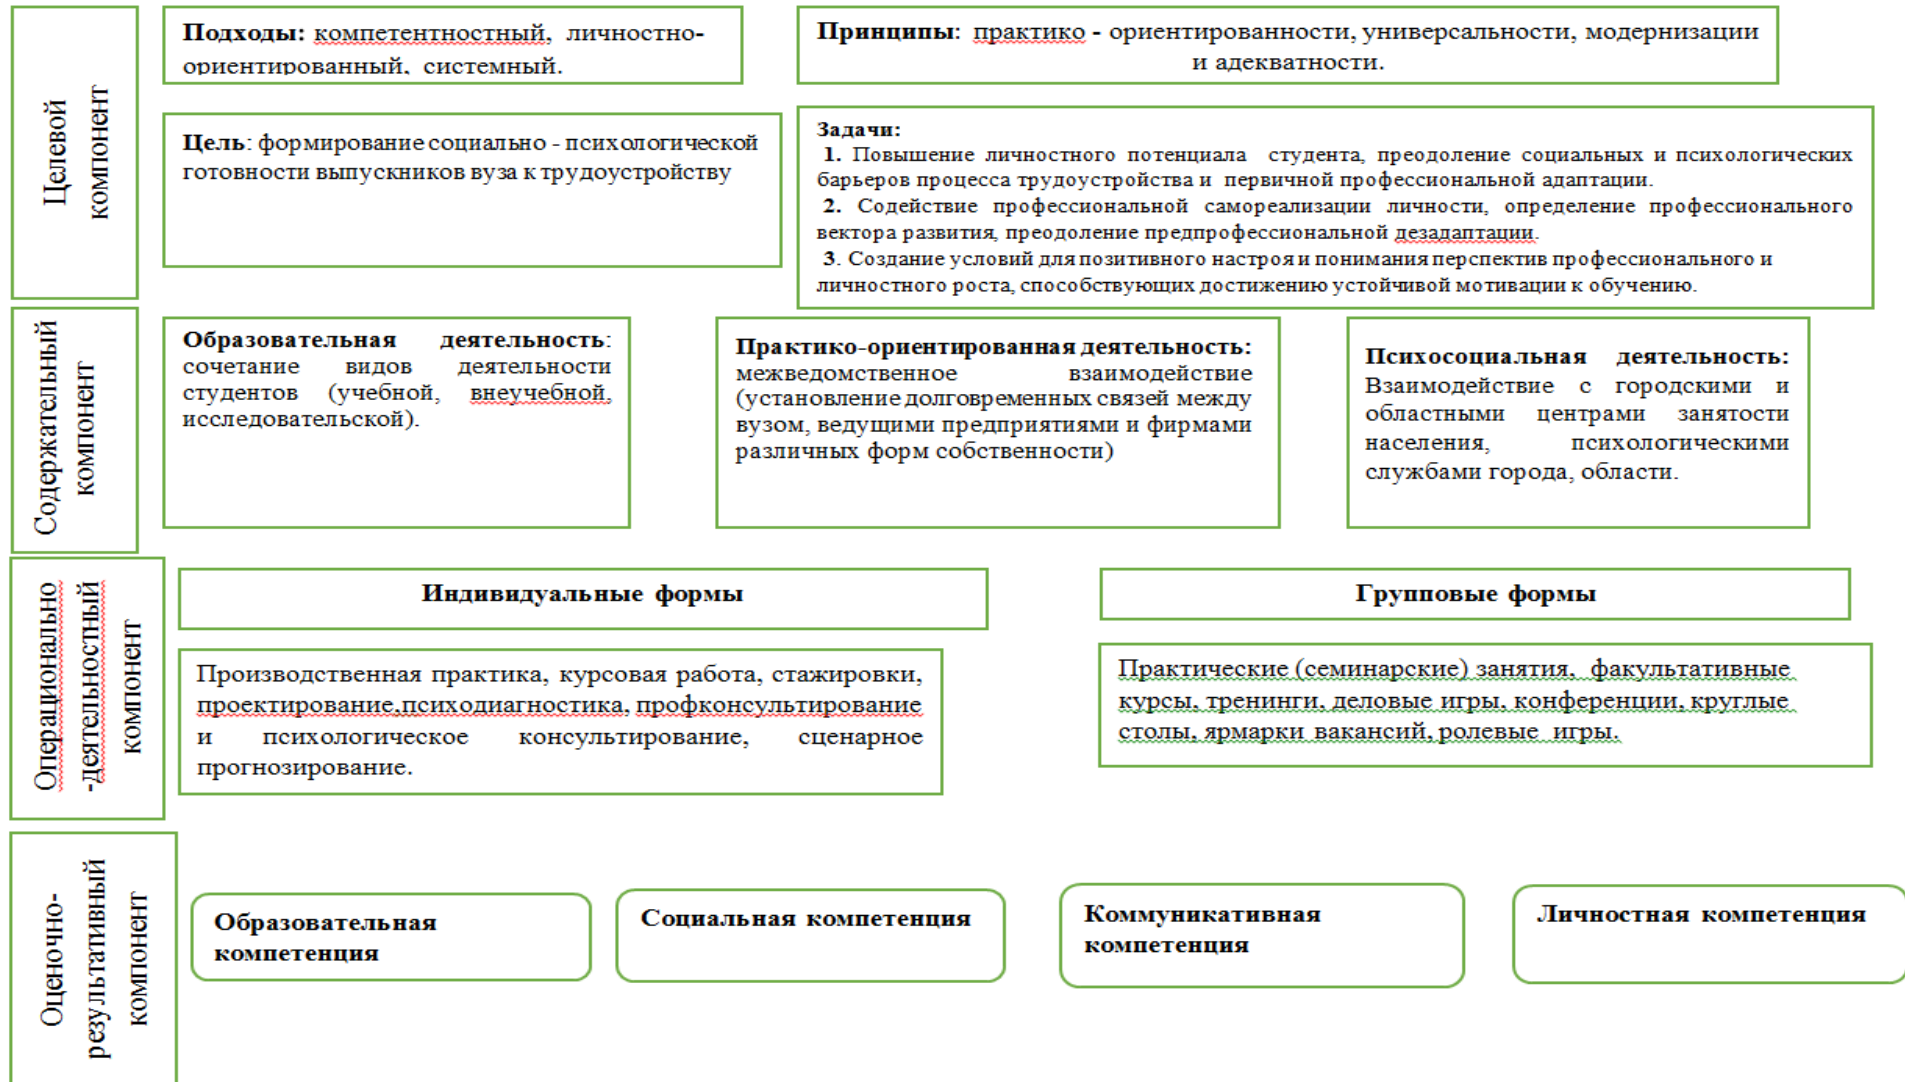 Целевой
компонент
Подходы: компетентностный, личностно-
ориентированный, системный.
Принципы: практико - ориентированности, универсальности, модернизации
и адекватности.
Цель: формирование социально - психологической
готовности выпускников вуза к трудоустройству
Задачи:
1. Повышение личностного потенциала студента, преодоление социальных и психологических
барьеров процесса трудоустройства и первичной профессиональной адаптации.
2. Содействие профессиональной самореализации личности, определение профессионального
вектора развития, преодоление предпрофессиональной дезадаптации.
3. Создание условий для позитивного настроя и понимания перспектив профессионального и
личностного роста, способствующих достижению устойчивой мотивации к обучению.
Содержательный
компонент
Образовательная деятельность:
сочетание видов деятельности
студентов (учебной, внеучебной,
исследовательской).
Практико-ориентированная деятельность:
межведомственное взаимодействие
(установление долговременных связей между
вузом, ведущими предприятиями и фирмами
различных форм собственности)
Психосоциальная деятельность:
Взаимодействие с городскими и
областными центрами занятости
населения, психологическими
службами города, области.
Операционально
-деятельностный
компонент
Индивидуальные формы
Групповые формы
Производственная практика, курсовая работа, стажировки,
проектирование,психодиагностика, профконсультирование
и психологическое консультирование, сценарное
прогнозирование.
Практические (семинарские) занятия, факультативные
курсы, тренинги, деловые игры, конференции, круглые
столы, ярмарки вакансий, ролевые игры.
Оценочно-
результативный
компонент
Образовательная
компетенция
Социальная компетенция
Коммуникативная
компетенция
Личностная компетенция